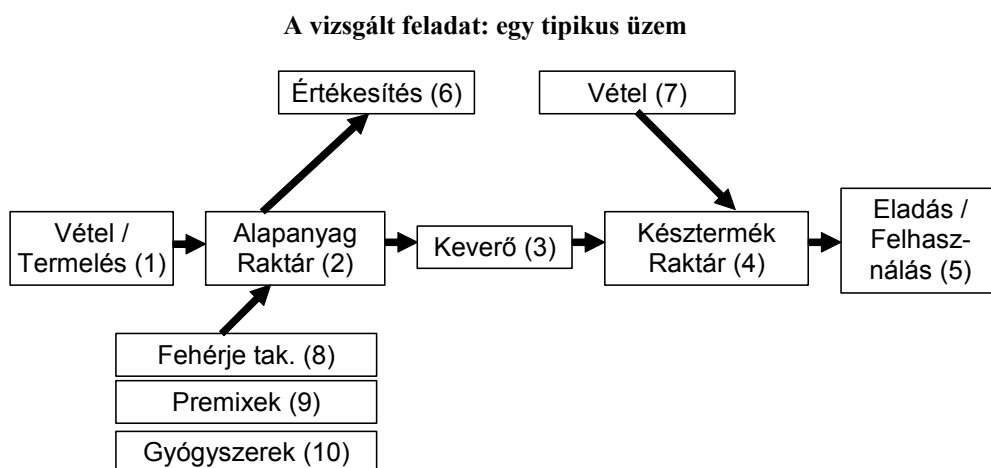 A vizsgált feladat: egy tipikus üzem
Értékesítés (6)
Vétel (7)
Vétel /
Termelés (1)
Alapanyag
Raktár (2)
Keverő (3)
Késztermék
Raktár (4)
Eladás /
Felhasz-
nálás (5)
Fehérje tak. (8)
Premixek (9)
Gyógyszerek (10)